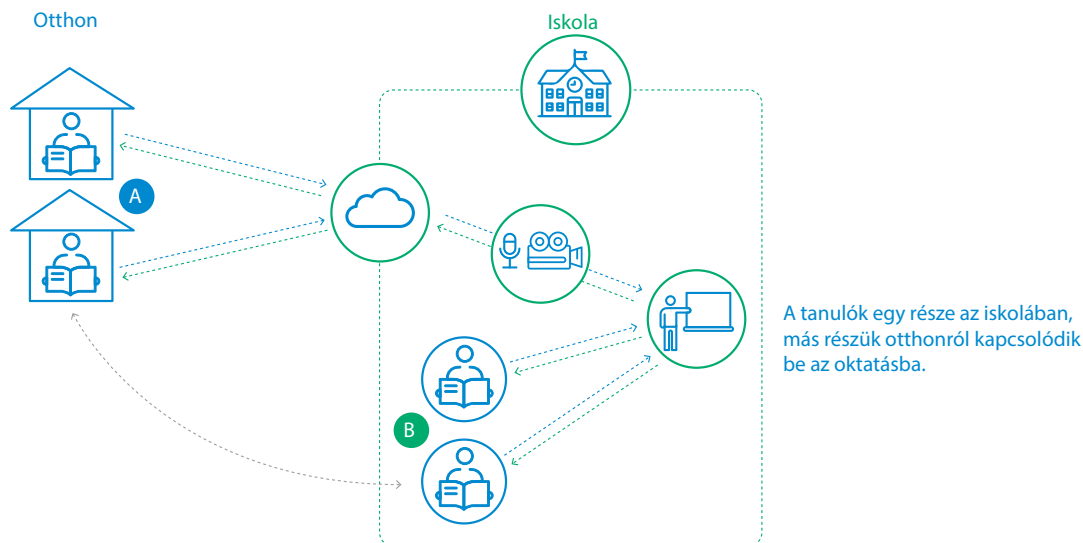 Otthon
Iskola
A
B
A tanulók egy része az iskolában,
más részük otthonról kapcsolódik
be az oktatásba.